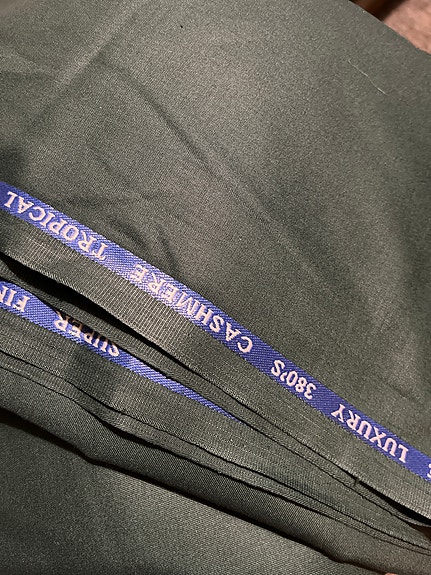 LUXURY 380'S CASHMERE TROPICAL
SUPER FI